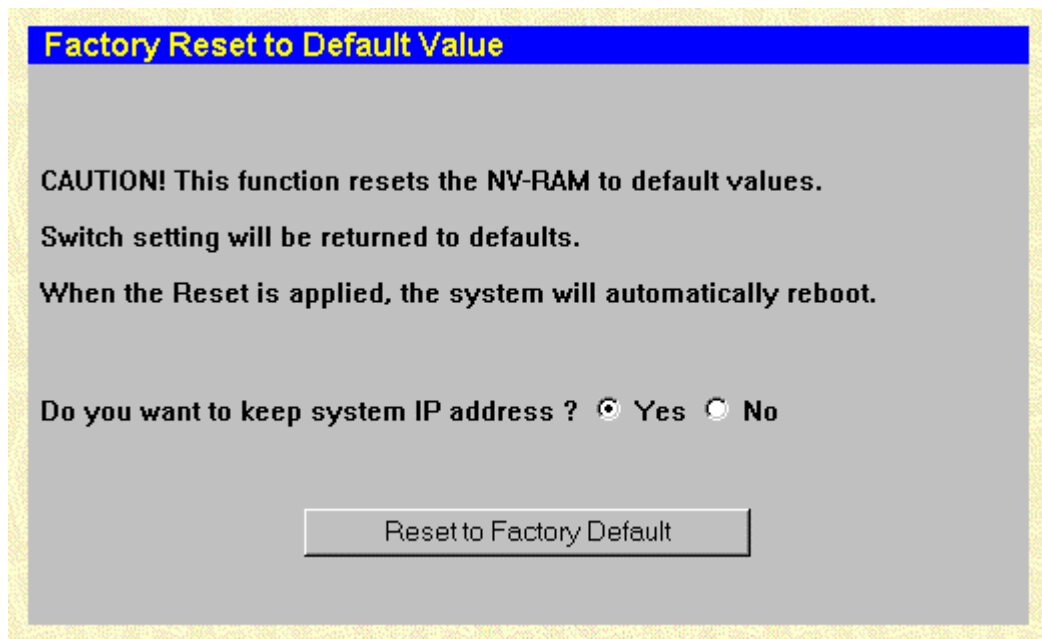 Factory Reset to Default Value
CAUTION! This function resets the NV-RAM to default values.
Switch setting will be returned to defaults.
When the Reset is applied, the system will automatically reboot.
Do you want to keep system IP address ? Yes No
Reset to Factory Default